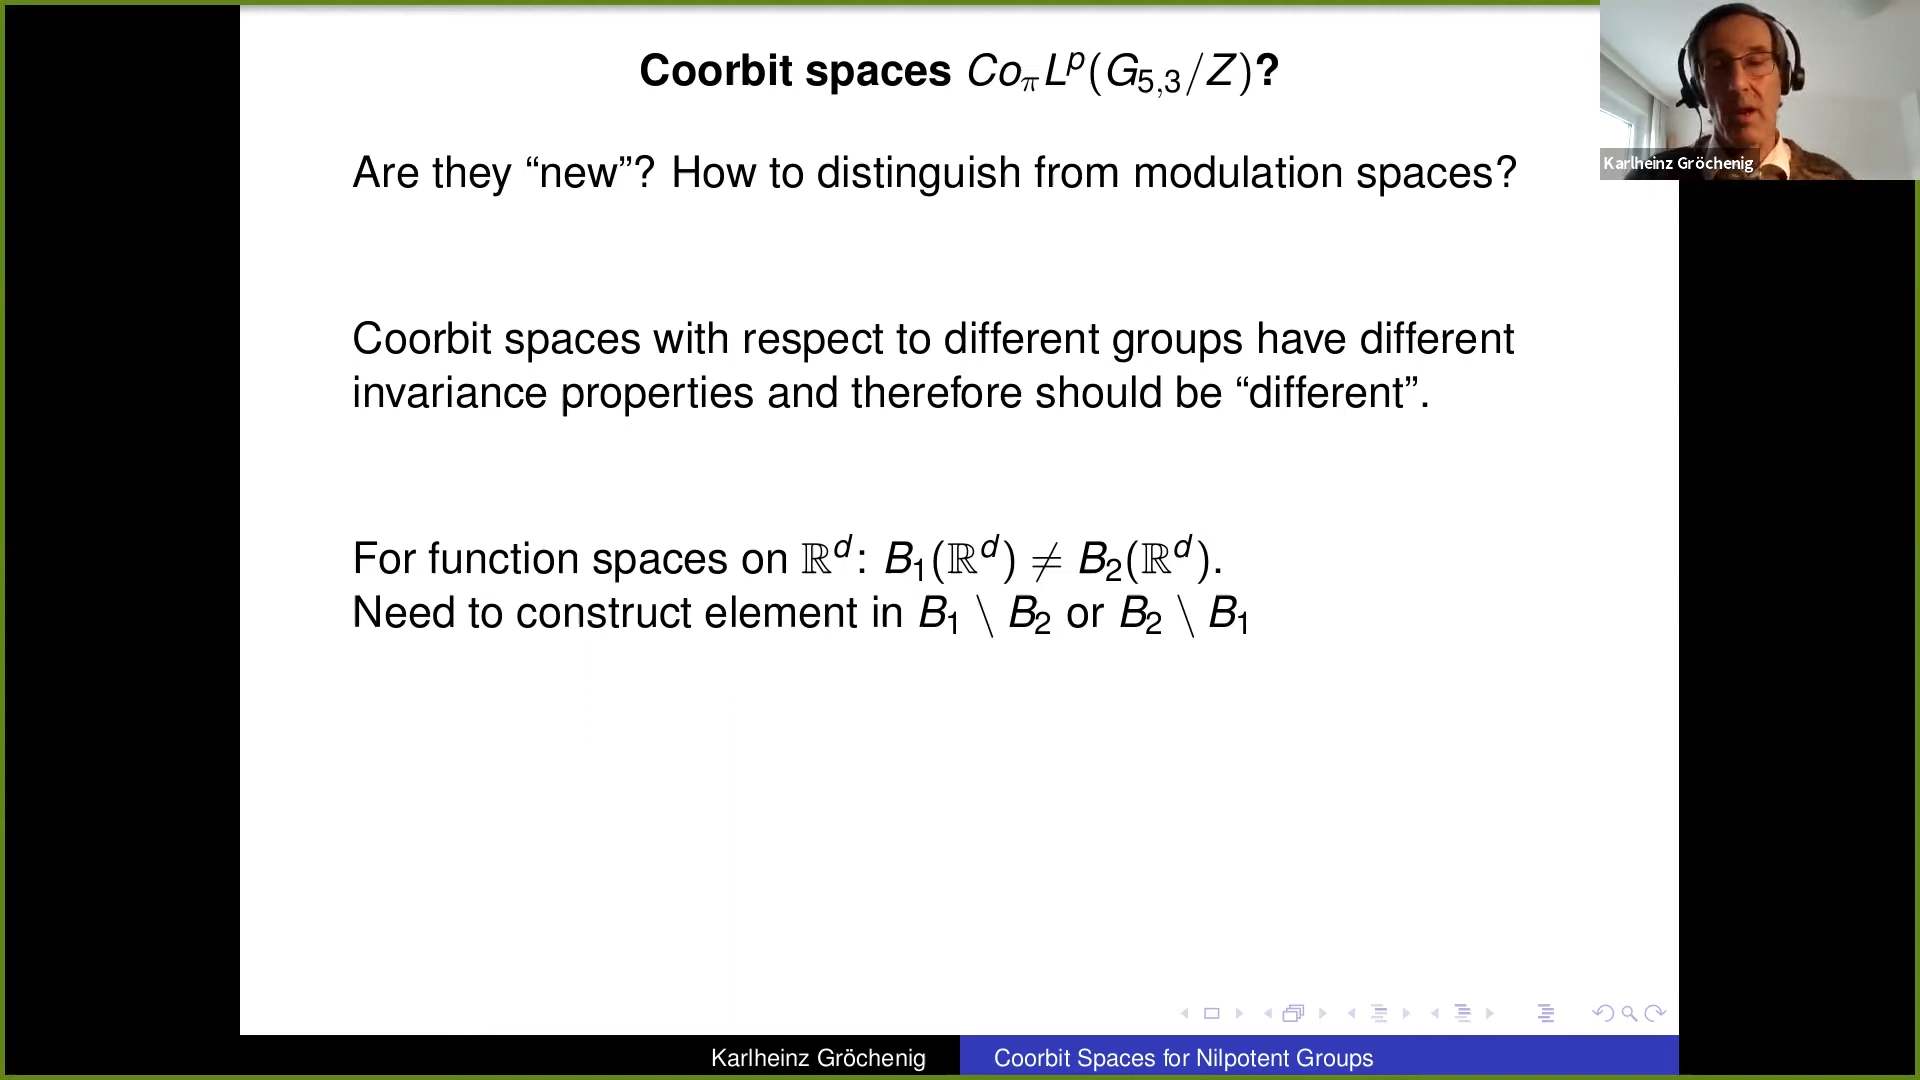 Coorbit spaces Co_π L^p(G_{5,3}/Z)?
Karlheinz Gröchenig
Are they “new”? How to distinguish from modulation spaces?
Coorbit spaces with respect to different groups have different
invariance properties and therefore should be “different”.
For function spaces on ℝ^d: B_1(ℝ^d) ≠ B_2(ℝ^d).
Need to construct element in B_1 \ B_2 or B_2 \ B_1
Karlheinz Gröchenig
Coorbit Spaces for Nilpotent Groups